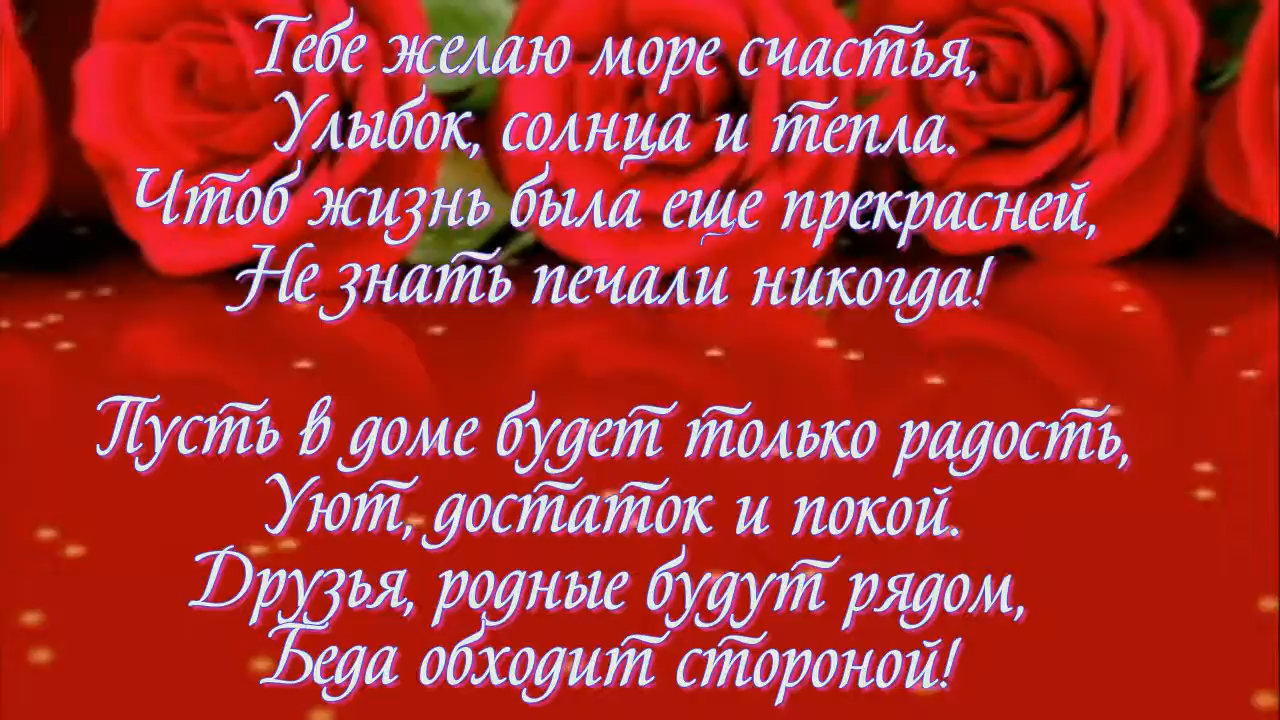 Тебе желаю море счастья,
Улыбок, солнца и тепла.
Чтоб жизнь была еще прекрасней,
Не знать печали никогда!
Пусть в доме будет только радость,
Уют, достаток и покой.
Друзья, родные будут рядом,
Беда обходит стороной!